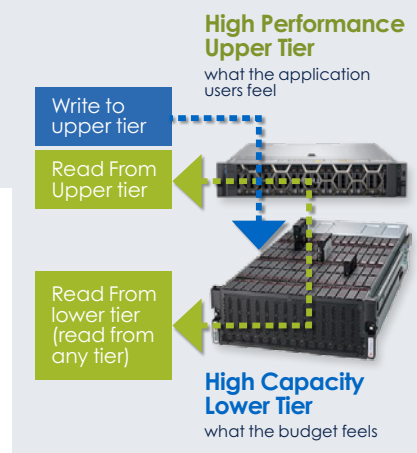 High Performance
Upper Tier
what the application
users feel
Write to
upper tier
Read From
Upper tier
Read From
lower tier
(read from
any tier)
High Capacity
Lower Tier
what the budget feels